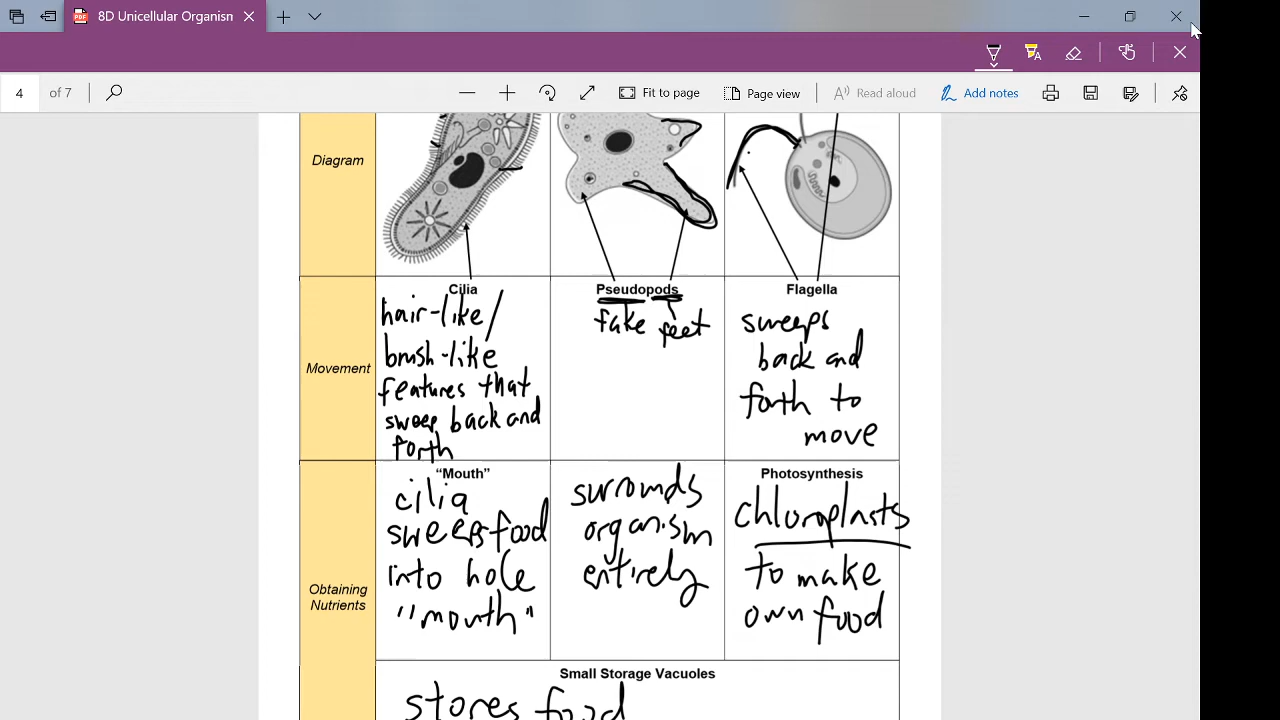 8D Unicellular Organism
4 of 7
Fit to page
Page view
Read aloud
Add notes
Diagram
Movement
Cilia
hair-like/
brush-like
features that
sweep back and
forth
Pseudopods
fake feet
Flagella
sweeps
back and
forth to
move
Obtaining
Nutrients
“Mouth”
cilia
sweeps food
into hole
"mouth"
surrounds
organism
entirely
Photosynthesis
chloroplasts
to make
own food
Small Storage Vacuoles
stores food